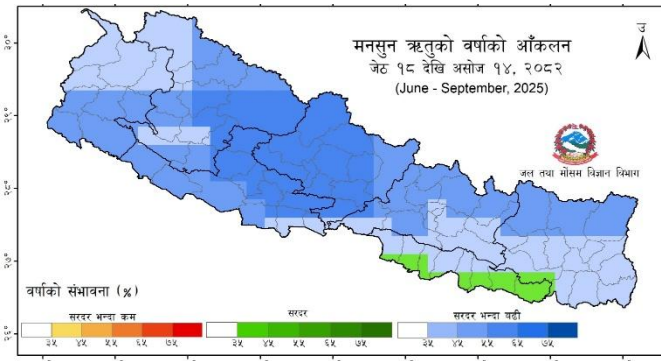 मनसुन ऋतुको वर्षाको आँकलन
जेठ १८ देखि असोज १४, २०८२
(June - September, 2025)
जल तथा मौसम विज्ञान विभाग
वर्षाको संभावना (%)
सरदर भन्दा कम
सरदर
सरदर भन्दा बढी
३५ ४५ ५५ ६५ ७५
३५ ४५ ५५ ६५ ७५
३५ ४५ ५५ ६५ ७५